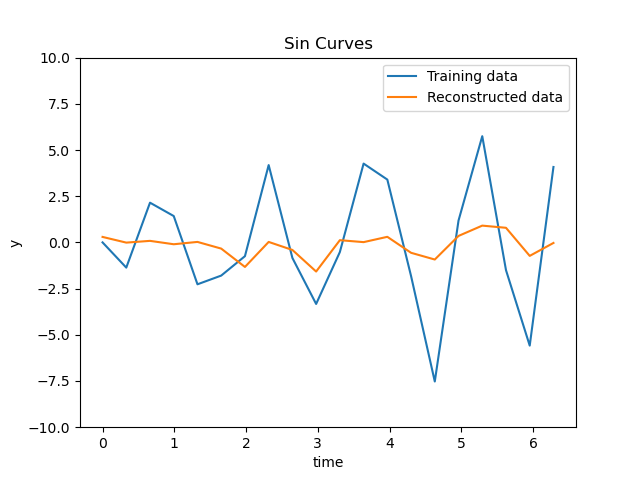 Sin Curves
Training data
Reconstructed data
10.0
7.5
5.0
2.5
0.0
−2.5
−5.0
−7.5
−10.0
y
0 1 2 3 4 5 6
time